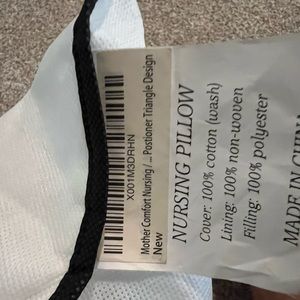 X001M3DRHN
Mother Comfort Nursing / ... Postioner Triangle Design
New
NURSING PILLOW
Cover: 100% cotton (wash)
Lining: 100% non-woven
Filling: 100% polyester
MADE IN